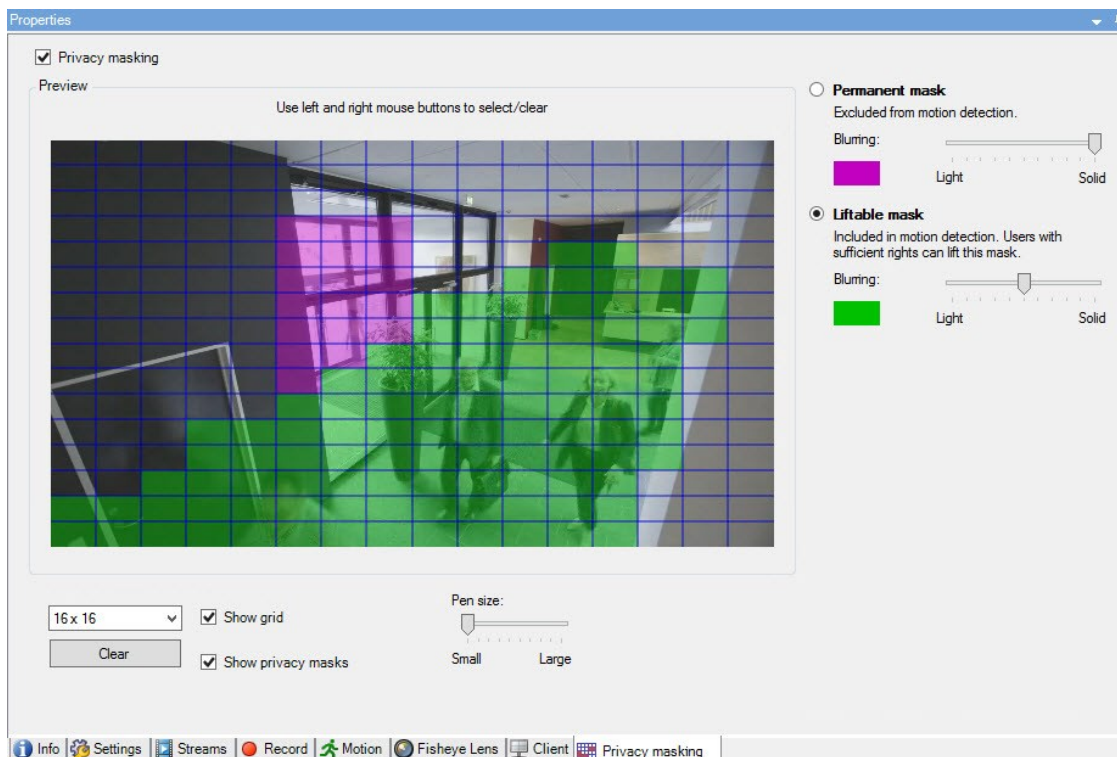 Properties
Privacy masking
Preview
Use left and right mouse buttons to select/clear
Permanent mask
Excluded from motion detection.
Blurring:
Light Solid
Liftable mask
Included in motion detection. Users with
sufficient rights can lift this mask.
Blurring:
Light Solid
16 x 16
Show grid
Clear
Show privacy masks
Pen size:
Small Large
Info Settings Streams Record Motion Fisheye Lens Client Privacy masking